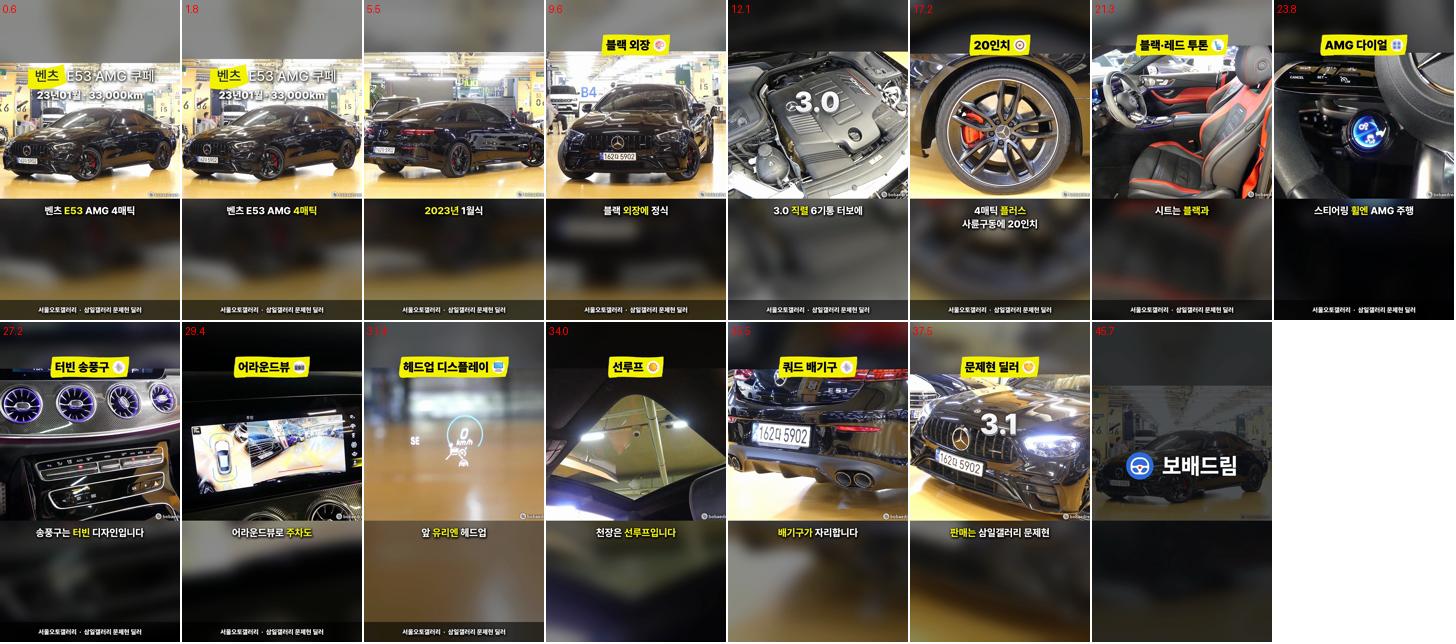 0.6
벤츠 E53 AMG 쿠페
23년01월 · 33,000km
162다 5902
벤츠 E53 AMG 4매틱
서울오토갤러리 · 삼일갤러리 문제현 딜러
1.8
벤츠 E53 AMG 쿠페
23년01월 · 33,000km
162다 5902
벤츠 E53 AMG 4매틱
서울오토갤러리 · 삼일갤러리 문제현 딜러
5.5
2023년 1월식
서울오토갤러리 · 삼일갤러리 문제현 딜러
9.6
블랙 외장
B4
162다 5902
블랙 외장에 정식
서울오토갤러리 · 삼일갤러리 문제현 딜러
12.1
3.0
3.0 직렬 6기통 터보에
서울오토갤러리 · 삼일갤러리 문제현 딜러
17.2
20인치
4매틱 플러스
사륜구동에 20인치
서울오토갤러리 · 삼일갤러리 문제현 딜러
21.3
블랙·레드 투톤
시트는 블랙과
서울오토갤러리 · 삼일갤러리 문제현 딜러
23.8
AMG 다이얼
CANCEL
스티어링 휠엔 AMG 주행
서울오토갤러리 · 삼일갤러리 문제현 딜러
27.2
터빈 송풍구
송풍구는 터빈 디자인입니다
서울오토갤러리 · 삼일갤러리 문제현 딜러
29.4
어라운드뷰
어라운드뷰로 주차도
서울오토갤러리 · 삼일갤러리 문제현 딜러
헤드업 디스플레이
0
km/h
앞 유리엔 헤드업
서울오토갤러리 · 삼일갤러리 문제현 딜러
34.0
선루프
천장은 선루프입니다
서울오토갤러리 · 삼일갤러리 문제현 딜러
쿼드 배기구
E 53
162다 5902
배기구가 자리합니다
서울오토갤러리 · 삼일갤러리 문제현 딜러
37.5
문제현 딜러
3.1
162다 5902
판매는 삼일갤러리 문제현
서울오토갤러리 · 삼일갤러리 문제현 딜러
45.7
보배드림